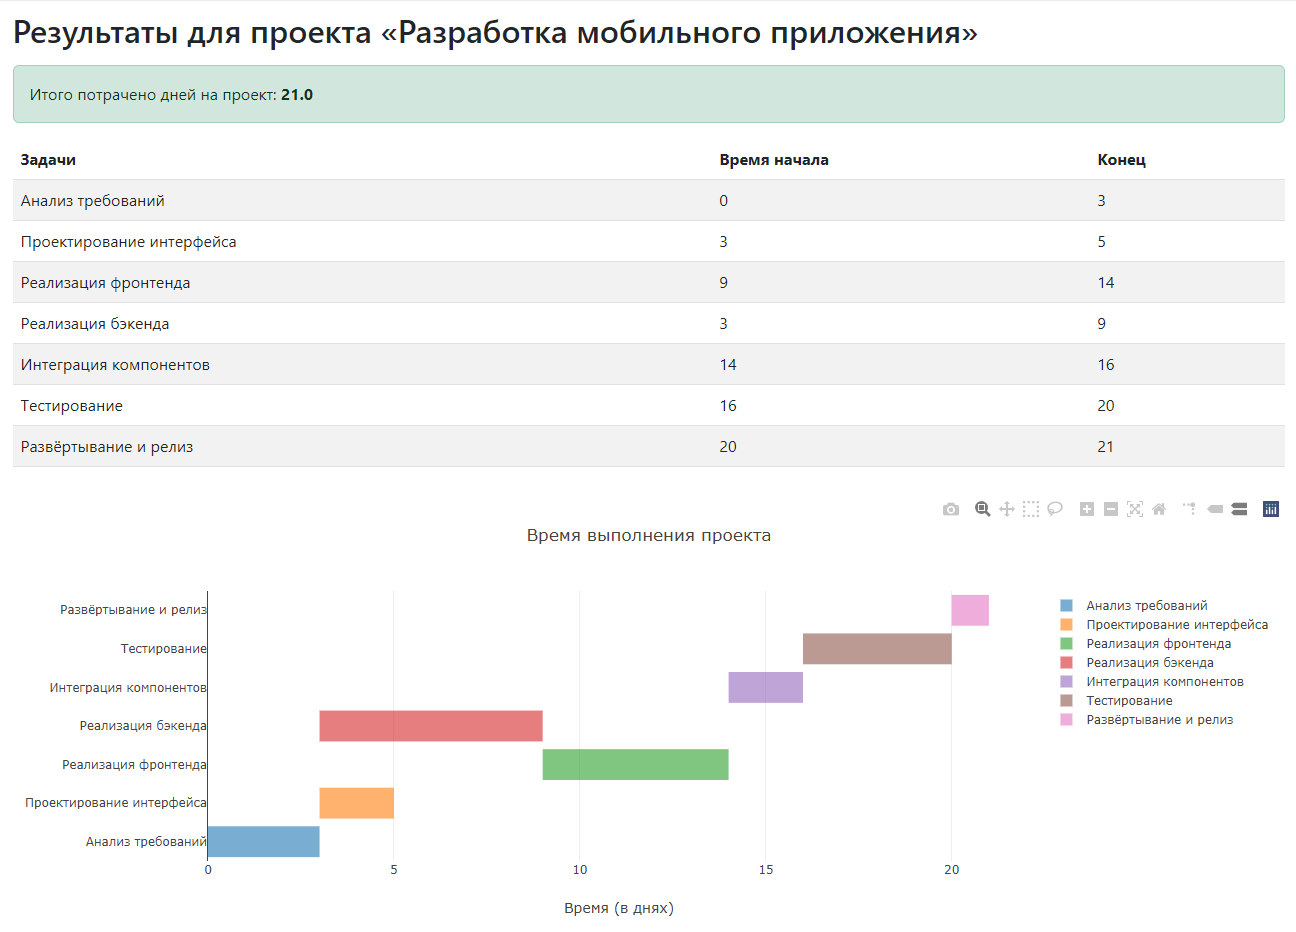 Результаты для проекта «Разработка мобильного приложения»
Итого потрачено дней на проект: 21.0
Задачи Время начала Конец
Анализ требований 0 3
Проектирование интерфейса 3 5
Реализация фронтенда 9 14
Реализация бэкенда 3 9
Интеграция компонентов 14 16
Тестирование 16 20
Развёртывание и релиз 20 21
Время выполнения проекта
Развёртывание и релиз
Тестирование
Интеграция компонентов
Реализация бэкенда
Реализация фронтенда
Проектирование интерфейса
Анализ требований
0 5 10 15 20
Время (в днях)
Анализ требований
Проектирование интерфейса
Реализация фронтенда
Реализация бэкенда
Интеграция компонентов
Тестирование
Развёртывание и релиз